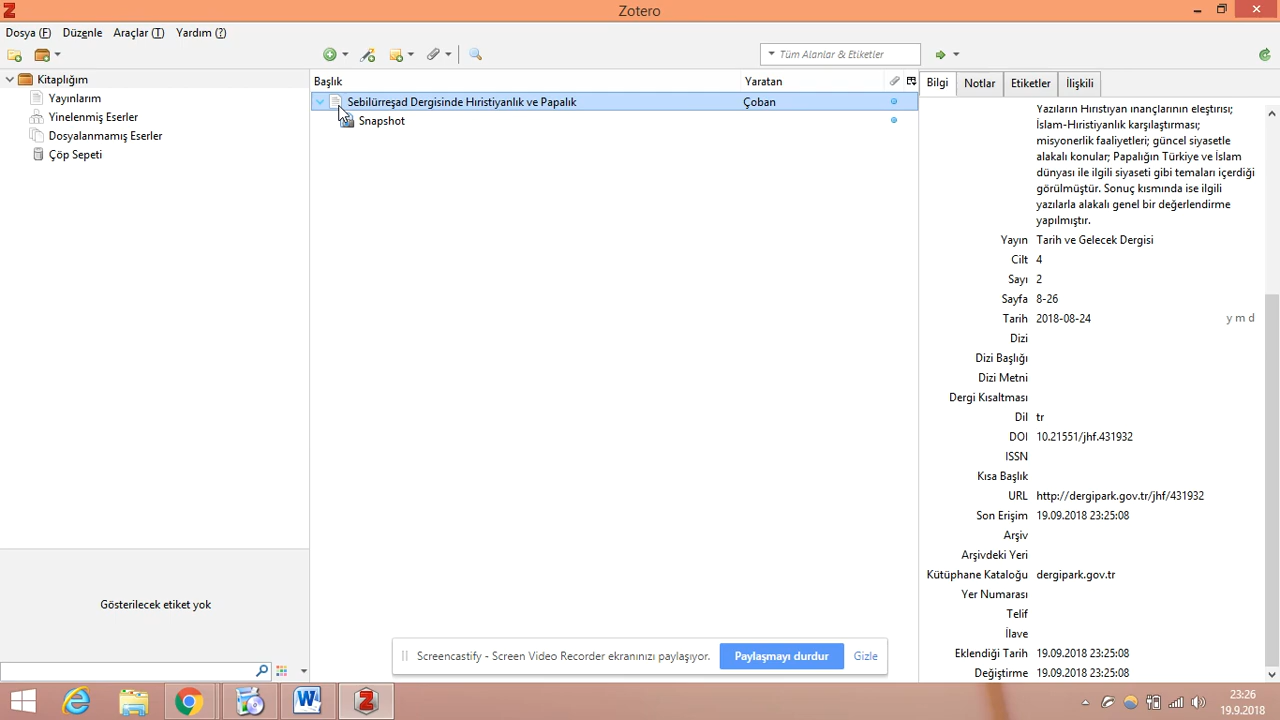 Zotero
Dosya (F) Düzenle Araçlar (T) Yardım (?)
Tüm Alanlar & Etiketler
Kitaplığım
Yayınlarım
Yinelenmiş Eserler
Dosyalanmamış Eserler
Çöp Sepeti
Gösterilecek etiket yok
Başlık Yaratan
Sebilürreşad Dergisinde Hıristiyanlık ve Papalık Çoban
Snapshot
Bilgi Notlar Etiketler İlişkili
Yazıların Hıristiyan inançlarının eleştirisi;
İslam-Hıristiyanlık karşılaştırması;
misyonerlik faaliyetleri; güncel siyasetle
alakalı konular; Papalığın Türkiye ve İslam
dünyası ile ilgili siyaseti gibi temaları içerdiği
görülmüştür. Sonuç kısmında ise ilgili
yazılarla alakalı genel bir değerlendirme
yapılmıştır.
Yayın Tarih ve Gelecek Dergisi
Cilt 4
Sayı 2
Sayfa 8-26
Tarih 2018-08-24 y m d
Dizi
Dizi Başlığı
Dizi Metni
Dergi Kısaltması
Dil tr
DOI 10.21551/jhf.431932
ISSN
Kısa Başlık
URL http://dergipark.gov.tr/jhf/431932
Son Erişim 19.09.2018 23:25:08
Arşiv
Arşivdeki Yeri
Kütüphane Kataloğu dergipark.gov.tr
Yer Numarası
Telif
İlave
Eklendiği Tarih 19.09.2018 23:25:08
Değiştirme 19.09.2018 23:25:08
Screencastify - Screen Video Recorder ekranınızı paylaşıyor. Paylaşmayı durdur Gizle
23:26
19.9.2018